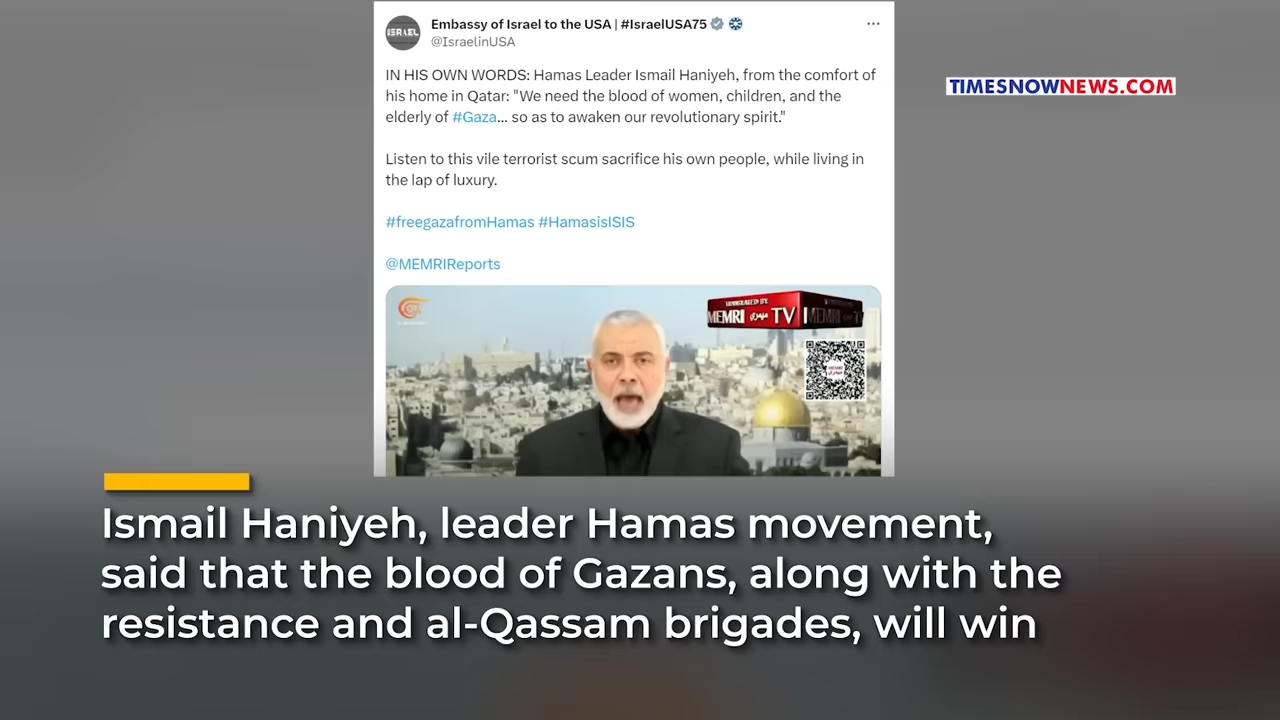 Embassy of Israel to the USA | #IsraelUSA75
@IsraelinUSA
TIMESNOWNEWS.COM
IN HIS OWN WORDS: Hamas Leader Ismail Haniyeh, from the comfort of
his home in Qatar: "We need the blood of women, children, and the
elderly of #Gaza... so as to awaken our revolutionary spirit."
Listen to this vile terrorist scum sacrifice his own people, while living in
the lap of luxury.
#freegazafromHamas #HamasisISIS
@MEMRIReports
TRANSLATED BY
MEMRI ميمري TV
Ismail Haniyeh, leader Hamas movement,
said that the blood of Gazans, along with the
resistance and al-Qassam brigades, will win